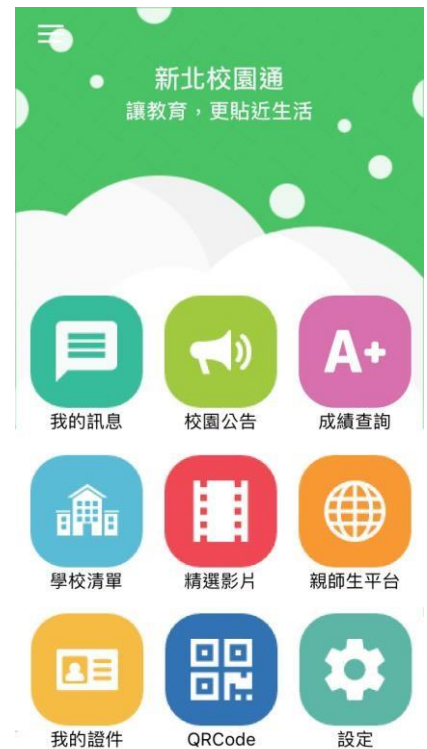 新北校園通
讓教育，更貼近生活
A+
我的訊息 校園公告 成績查詢
學校清單 精選影片 親師生平台
我的證件 QRCode 設定